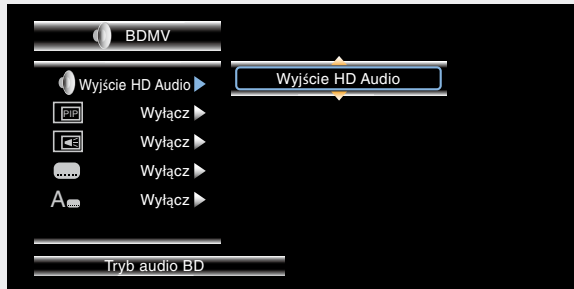 BDMV
Wyjście HD Audio
Wyjście HD Audio
PIP
Wyłącz
Wyłącz
Wyłącz
A
Wyłącz
Tryb audio BD